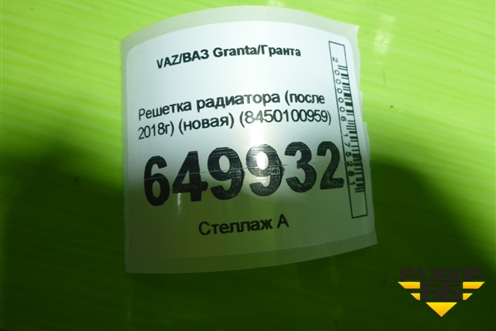 VAZ/ВАЗ Granta/Гранта
Решетка радиатора (после
2018г) (новая) (8450100959)
649932
Стеллаж А